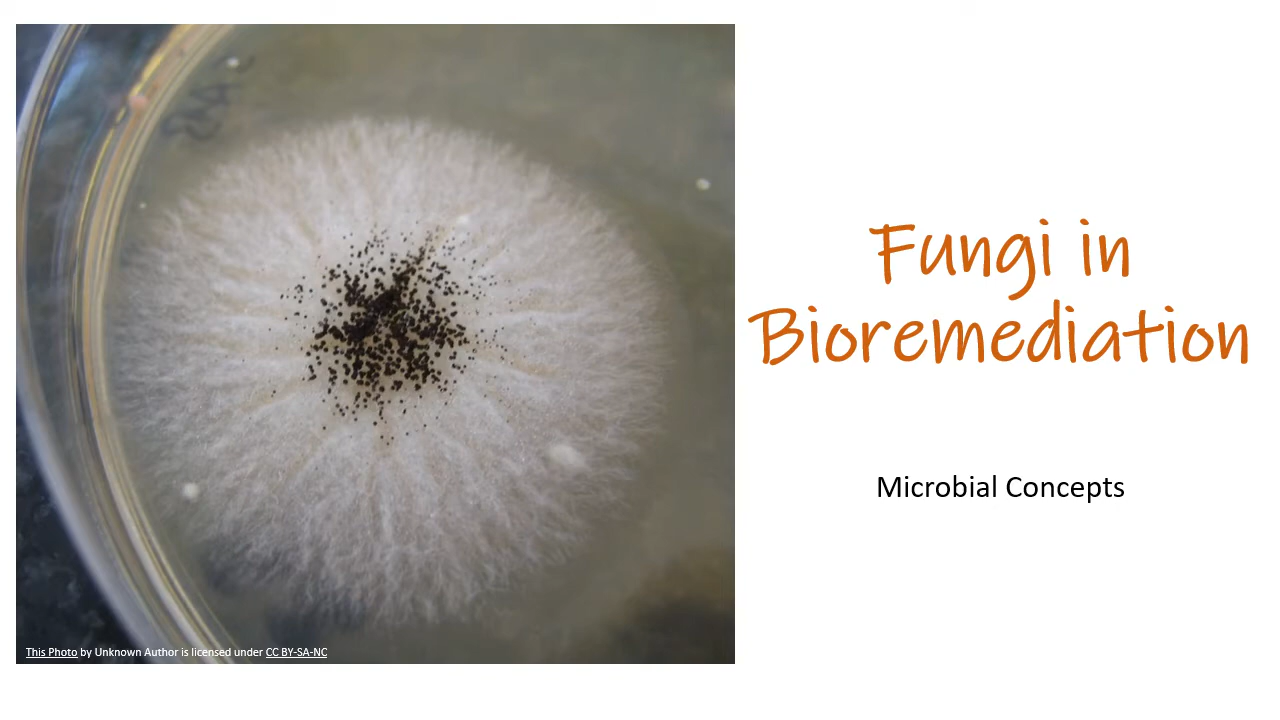 Fungi in
Bioremediation
Microbial Concepts
This Photo by Unknown Author is licensed under CC BY-SA-NC